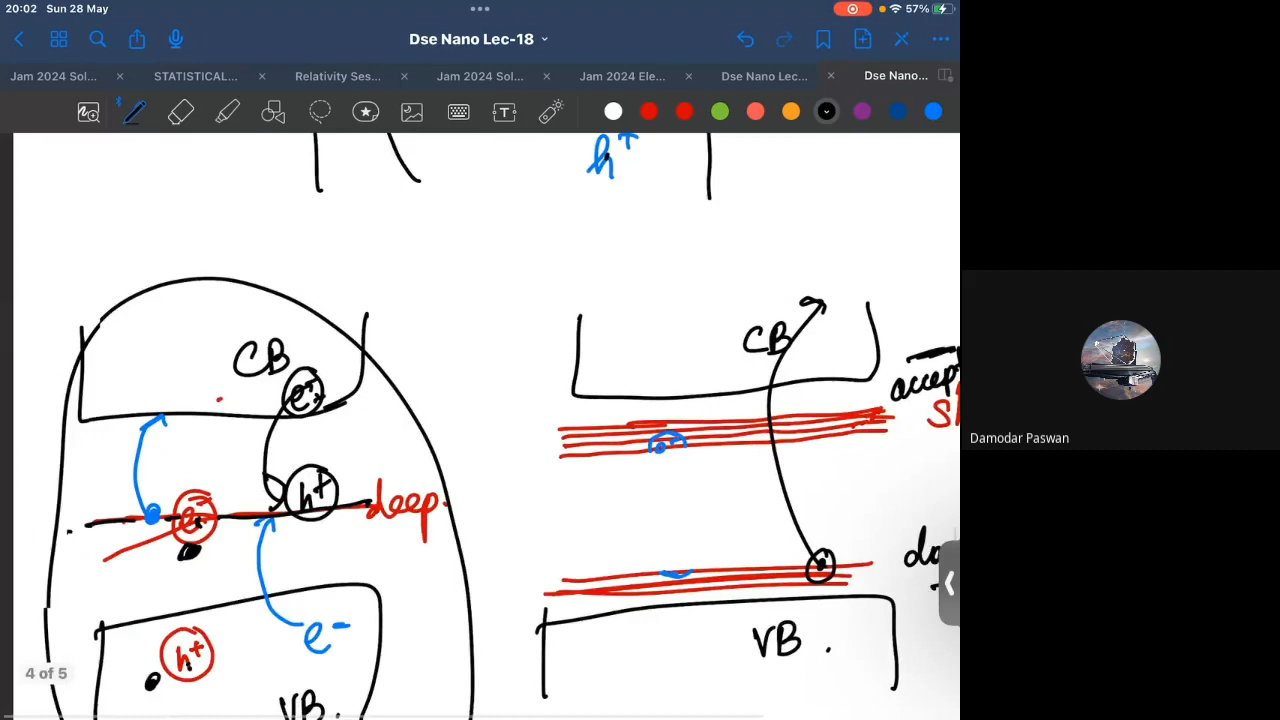 20:02 Sun 28 May
57%
Dse Nano Lec-18
Jam 2024 Sol...
STATISTICAL...
Relativity Ses...
Jam 2024 Sol...
Jam 2024 Ele...
Dse Nano Lec...
Dse Nano...
h+
CB
e-
CB
accep
h+
deep
e-
Damodar Paswan
h+
e-
VB
4 of 5
VB.